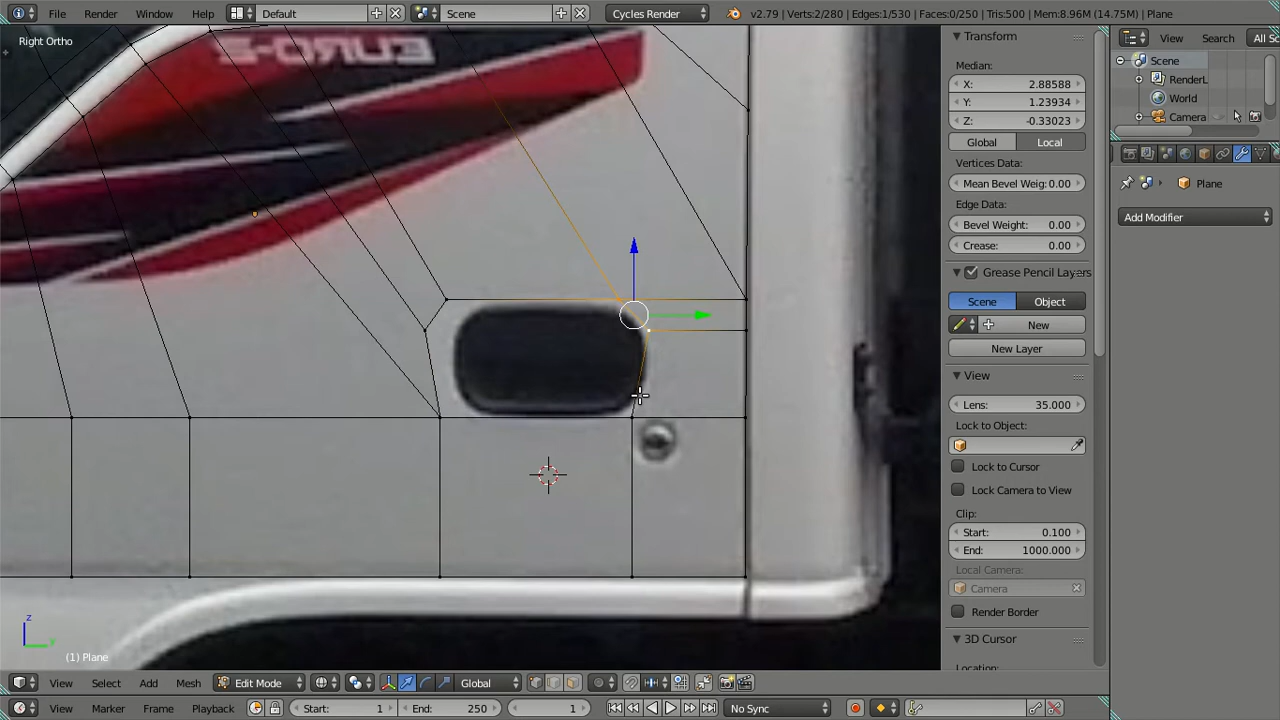 File Render Window Help Default Scene Cycles Render v2.79 | Verts:2/280 | Edges:1/530 | Faces:0/250 | Tris:500 | Mem:8.96M (14.75M) | Plane
Right Ortho
EURO-5
z
y
(1) Plane
Transform
Median:
X: 2.88588
Y: 1.23934
Z: -0.33023
Global Local
Vertices Data:
Mean Bevel Weig: 0.00
Edge Data:
Bevel Weight: 0.00
Crease: 0.00
Grease Pencil Layers
Scene Object
New
New Layer
View
Lens: 35.000
Lock to Object:
Lock to Cursor
Lock Camera to View
Clip:
Start: 0.100
End: 1000.000
Local Camera:
Camera
Render Border
3D Cursor
Location:
View Search All Sc
Scene
RenderL
World
Camera
Plane
Add Modifier
View Select Add Mesh Edit Mode Global
View Marker Frame Playback Start: 1 End: 250 1 No Sync